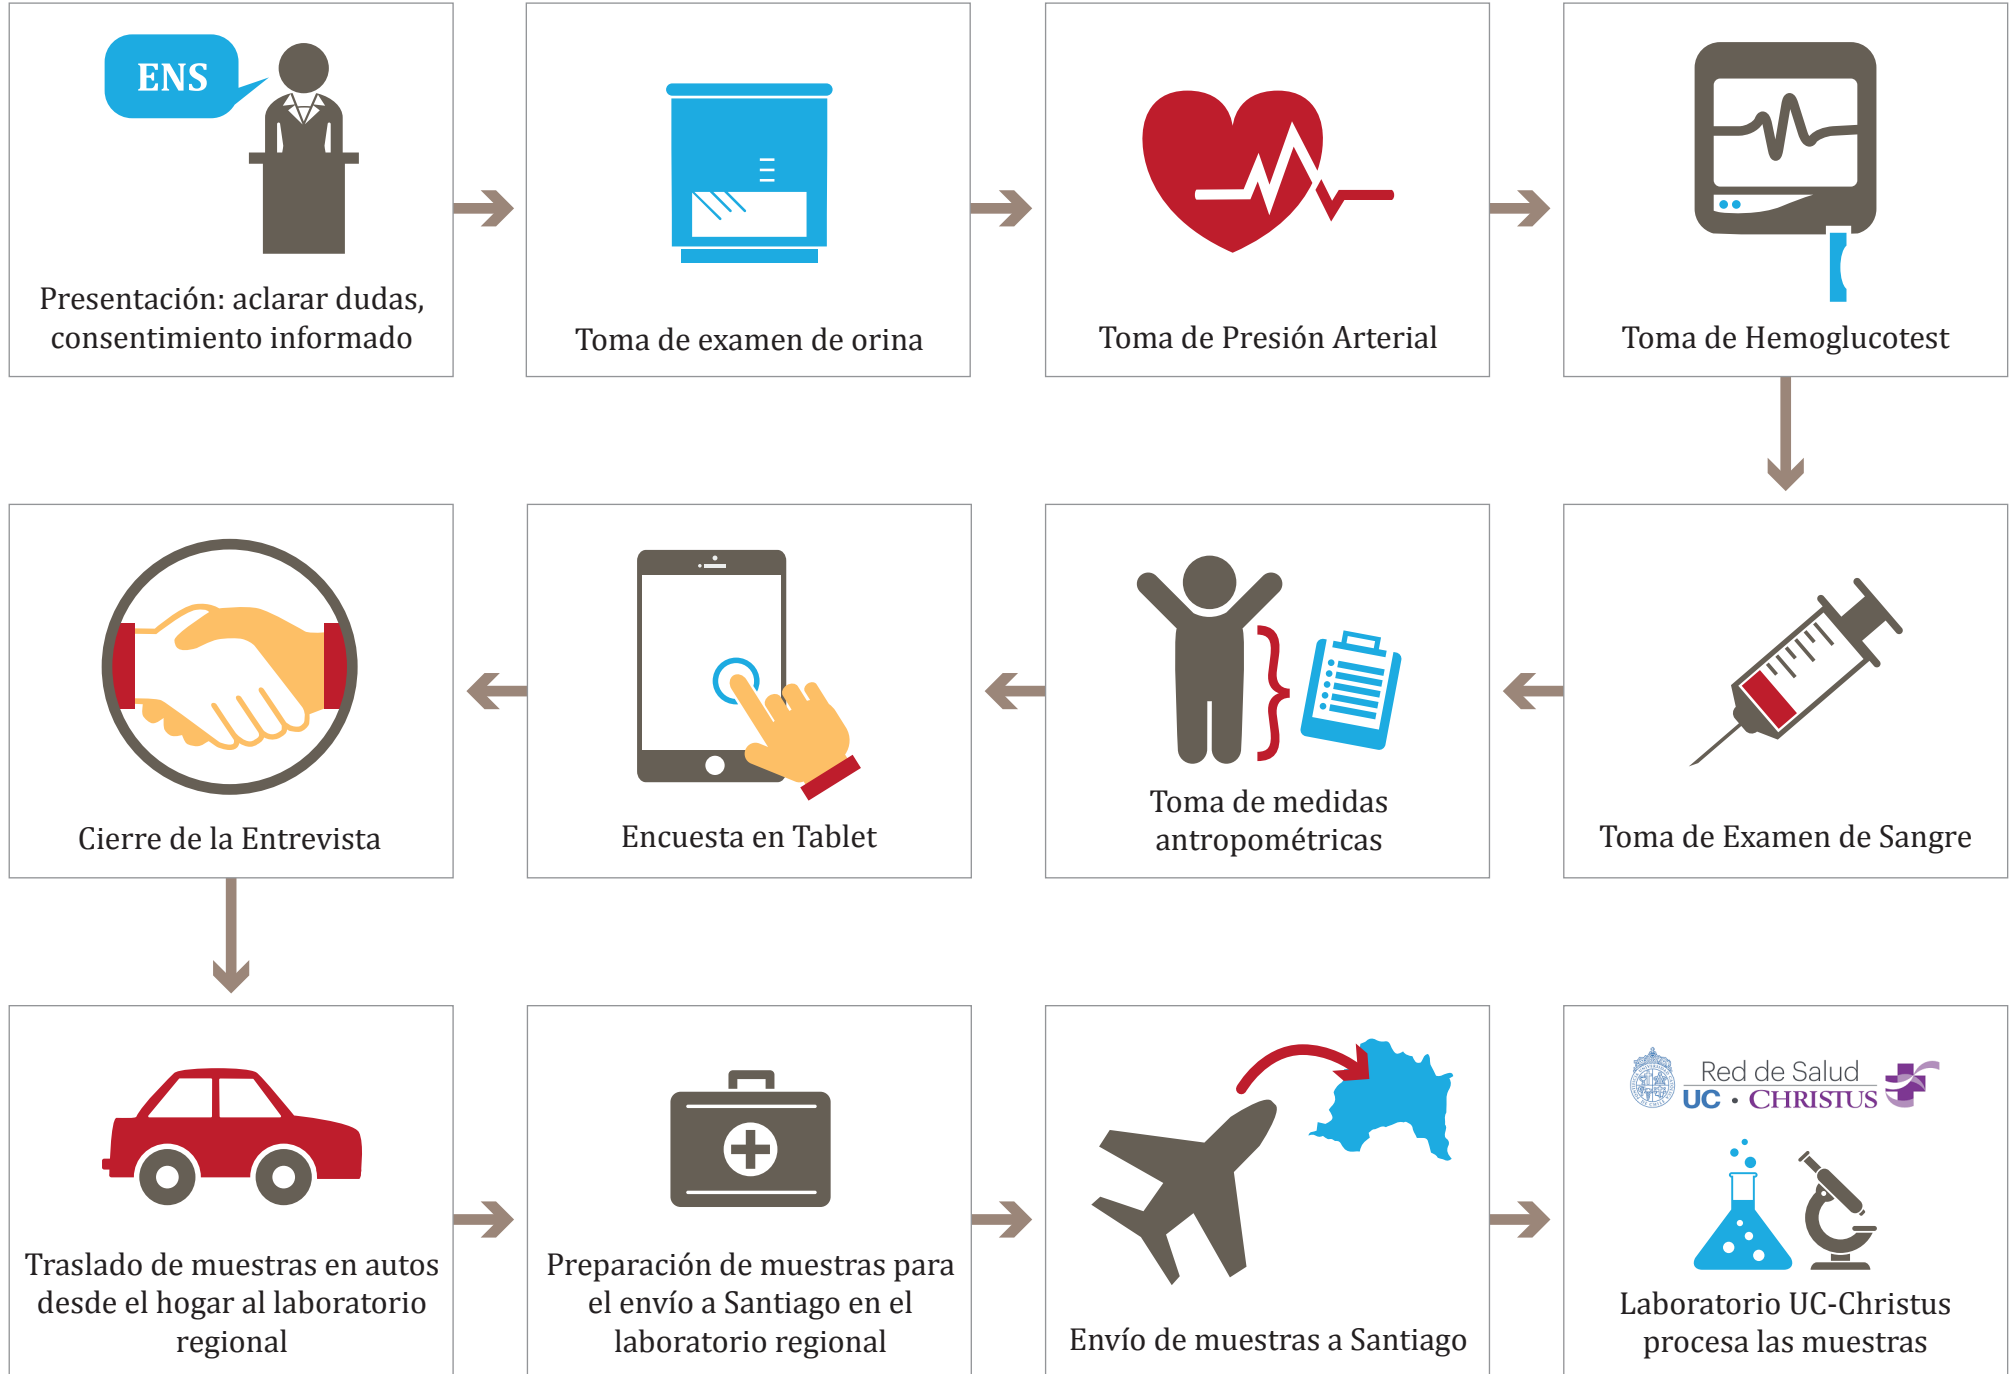 ENS
Presentación: aclarar dudas,
consentimiento informado
Toma de examen de orina
Toma de Presión Arterial
Toma de Hemoglucotest
Toma de Examen de Sangre
Toma de medidas
antropométricas
Encuesta en Tablet
Cierre de la Entrevista
Traslado de muestras en autos
desde el hogar al laboratorio
regional
Preparación de muestras para
el envío a Santiago en el
laboratorio regional
Envío de muestras a Santiago
Red de Salud
UC · CHRISTUS
Laboratorio UC-Christus
procesa las muestras